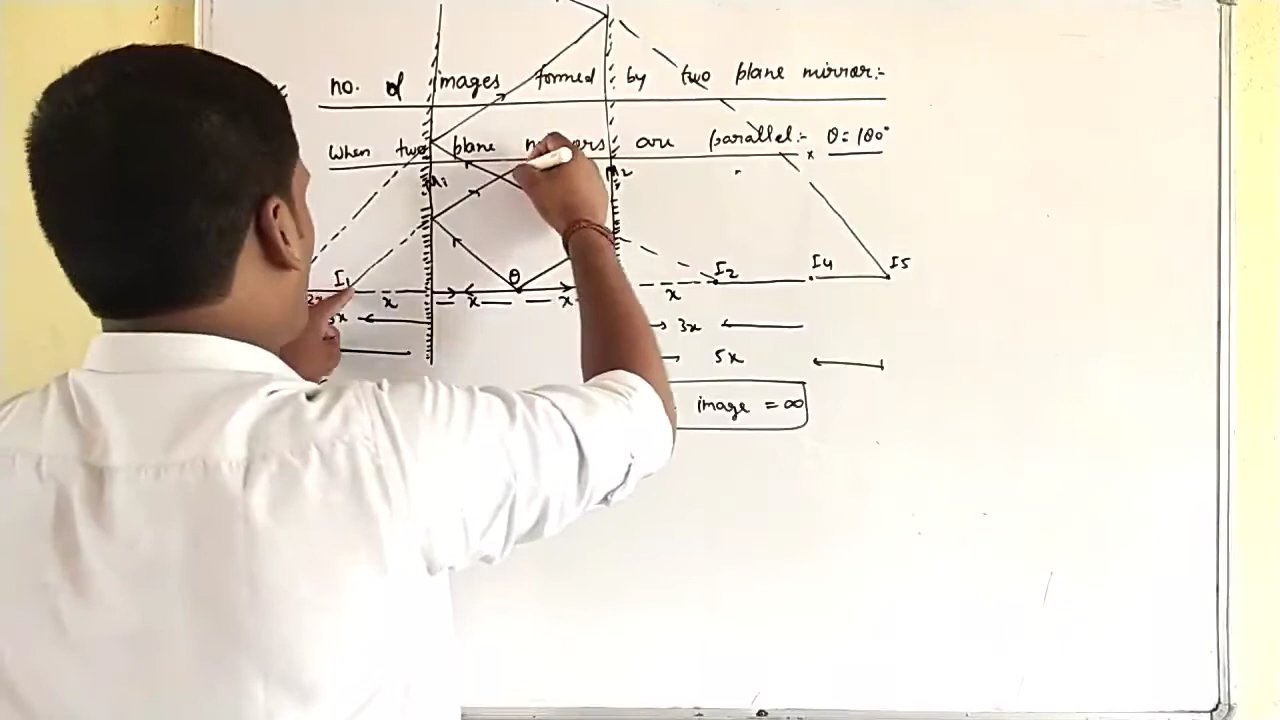 no. of images formed by two plane mirror:-
When two plane mirrors are parallel:- θ = 180°
M1 M2
I1 θ I2 I4 I5
2x x x x x
3x 3x
5x
image = ∞